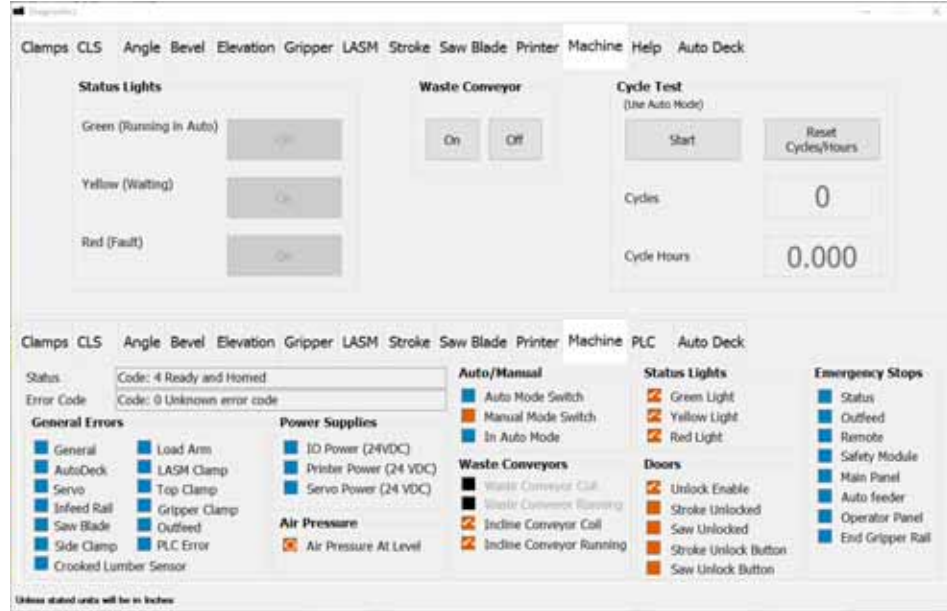 Diagnostics
Clamps CLS Angle Bevel Elevation Gripper LASM Stroke Saw Blade Printer Machine Help Auto Deck
Status Lights
Green (Running in Auto)
On
Yellow (Waiting)
On
Red (Fault)
On
Waste Conveyor
On Off
Cycle Test
(Use Auto Mode)
Start
Reset
Cycles/Hours
Cycles
0
Cycle Hours
0.000
Clamps CLS Angle Bevel Elevation Gripper LASM Stroke Saw Blade Printer Machine PLC Auto Deck
Status Code: 4 Ready and Homed
Error Code Code: 0 Unknown error code
General Errors
General
AutoDeck
Servo
Infeed Rail
Saw Blade
Side Clamp
Crooked Lumber Sensor
Load Arm
LASM Clamp
Top Clamp
Gripper Clamp
Outfeed
PLC Error
Power Supplies
IO Power (24VDC)
Printer Power (24 VDC)
Servo Power (24 VDC)
Air Pressure
Air Pressure At Level
Auto/Manual
Auto Mode Switch
Manual Mode Switch
In Auto Mode
Waste Conveyors
Waste Conveyor Coil
Waste Conveyor Running
Incline Conveyor Coil
Incline Conveyor Running
Status Lights
Green Light
Yellow Light
Red Light
Doors
Unlock Enable
Stroke Unlocked
Saw Unlocked
Stroke Unlock Button
Saw Unlock Button
Emergency Stops
Status
Outfeed
Remote
Safety Module
Main Panel
Auto feeder
Operator Panel
End Gripper Rail
Unless stated units will be in Inches